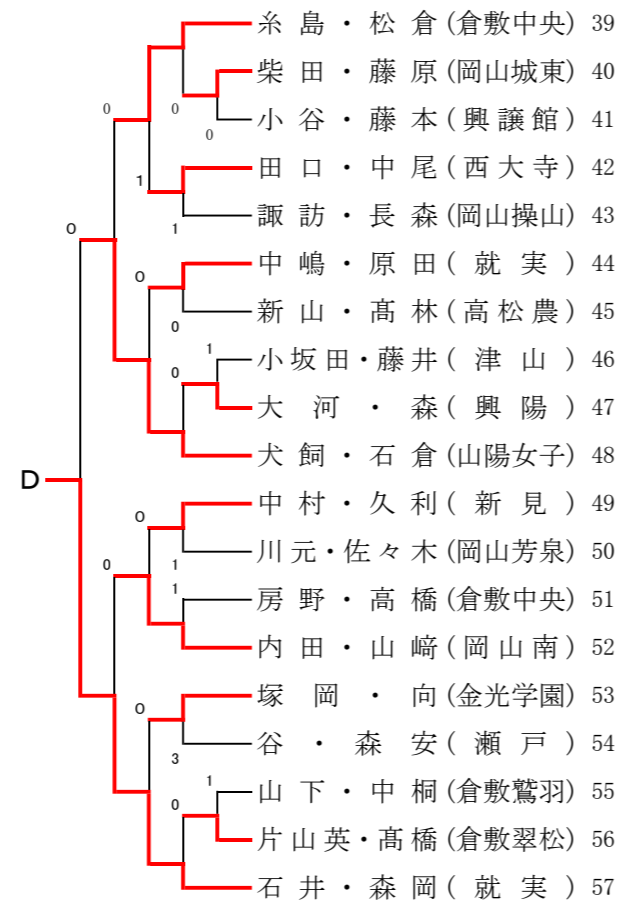 糸島・松倉(倉敷中央) 39
柴田・藤原(岡山城東) 40
0
0
小谷・藤本(興譲館) 41
0
田口・中尾(西大寺) 42
1
諏訪・長森(岡山操山) 43
1
0
中嶋・原田(就実) 44
0
新山・髙林(高松農) 45
0
小坂田・藤井(津山) 46
1
0
大河・森(興陽) 47
犬飼・石倉(山陽女子) 48
D
中村・久利(新見) 49
0
川元・佐々木(岡山芳泉) 50
0
1
房野・高橋(倉敷中央) 51
1
内田・山﨑(岡山南) 52
塚岡・向(金光学園) 53
0
谷・森安(瀬戸) 54
3
山下・中桐(倉敷鷲羽) 55
1
0
片山英・髙橋(倉敷翠松) 56
石井・森岡(就実) 57